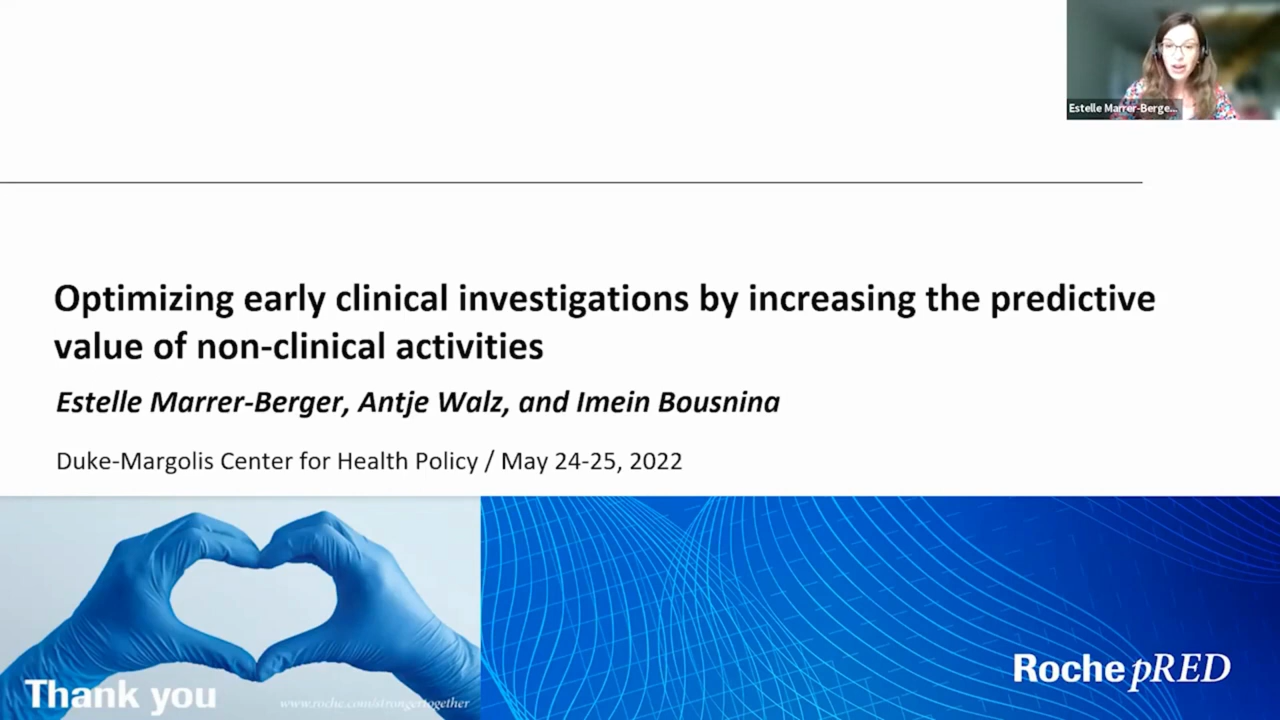 Estelle Marrer-Berge...
Optimizing early clinical investigations by increasing the predictive
value of non-clinical activities
Estelle Marrer-Berger, Antje Walz, and Imein Bousnina
Duke-Margolis Center for Health Policy / May 24-25, 2022
Thank you
www.roche.com/strongertogether
Roche pRED